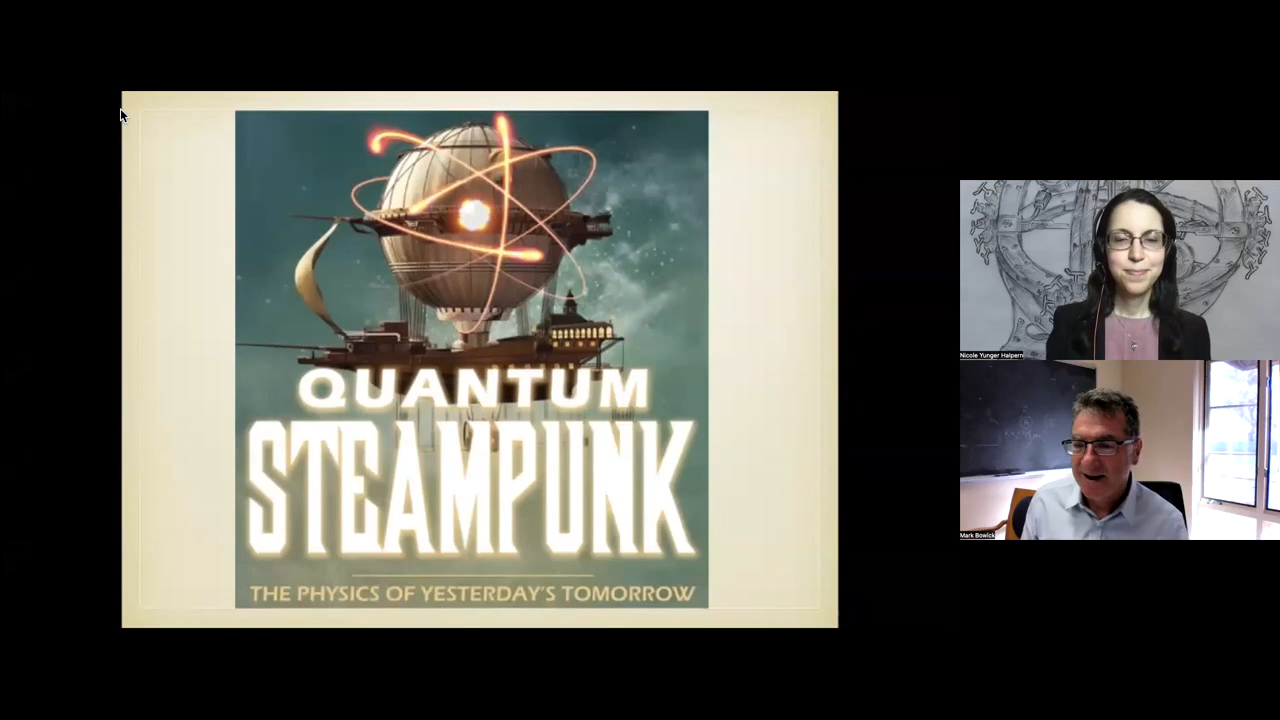 QUANTUM
STEAMPUNK
THE PHYSICS OF YESTERDAY'S TOMORROW
Nicole Yunger Halpern
Mark Bowick